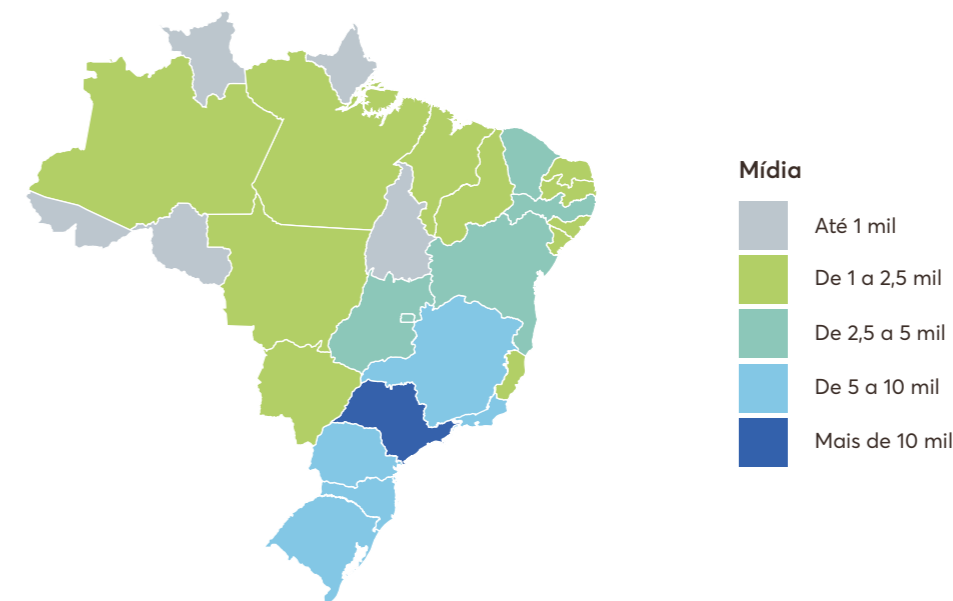 Mídia
Até 1 mil
De 1 a 2,5 mil
De 2,5 a 5 mil
De 5 a 10 mil
Mais de 10 mil